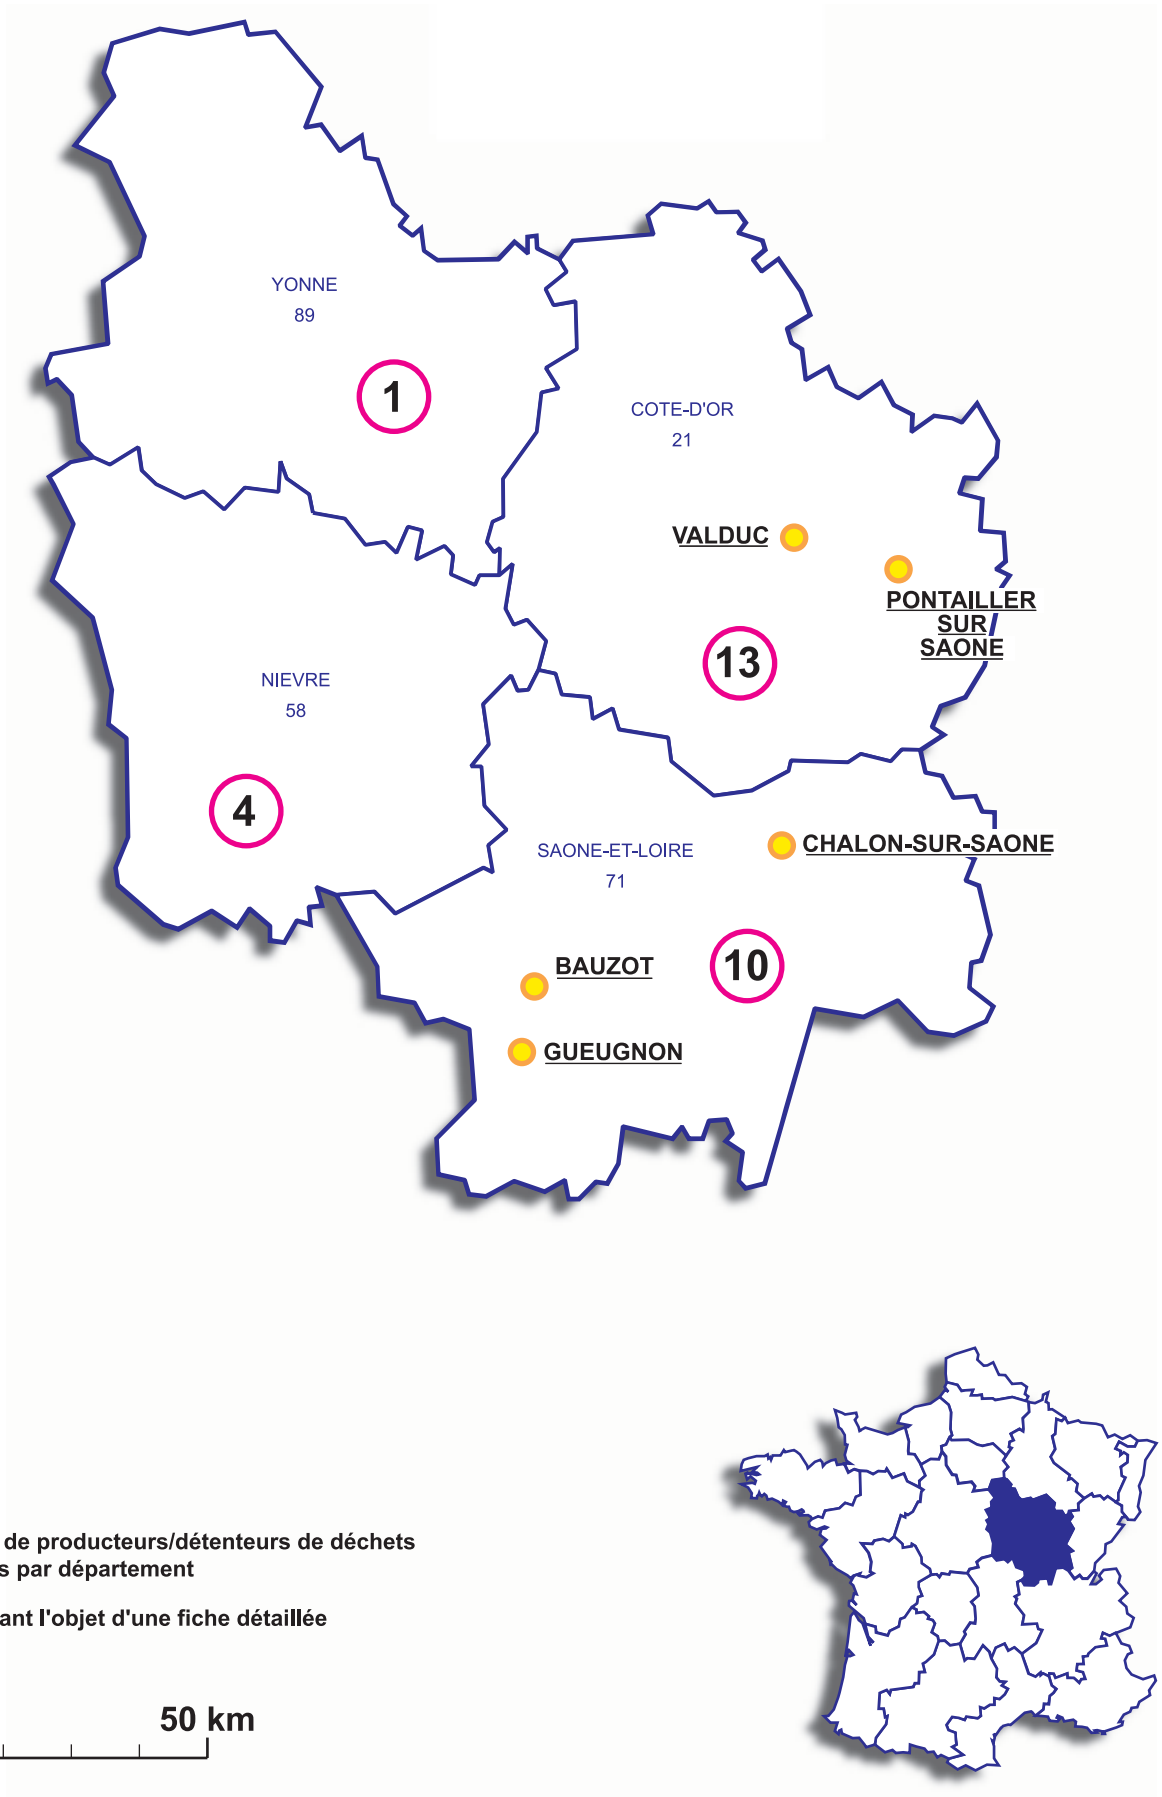 YONNE
89
1
COTE-D'OR
21
VALDUC
PONTAILLER
SUR
SAONE
13
NIEVRE
58
4
SAONE-ET-LOIRE
71
CHALON-SUR-SAONE
BAUZOT
10
GUEUGNON
de producteurs/détenteurs de déchets
s par département
ant l'objet d'une fiche détaillée
50 km